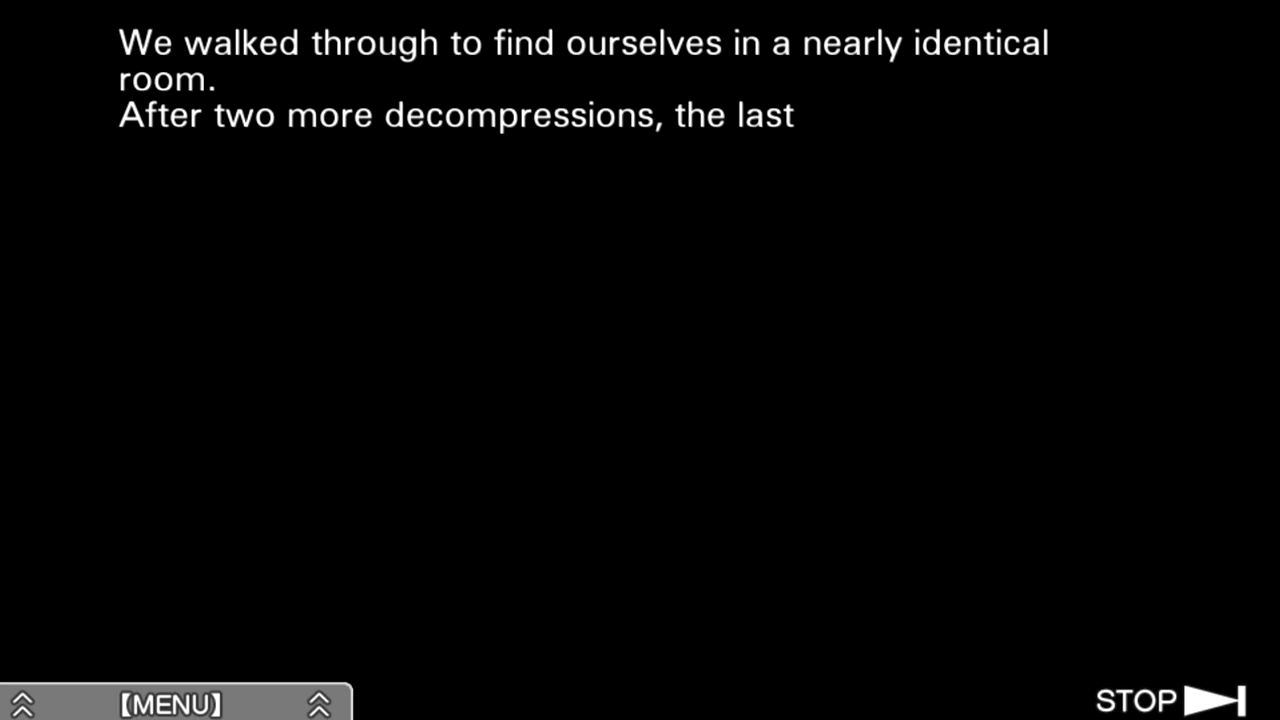 We walked through to find ourselves in a nearly identical
room.
After two more decompressions, the last
【MENU】
STOP